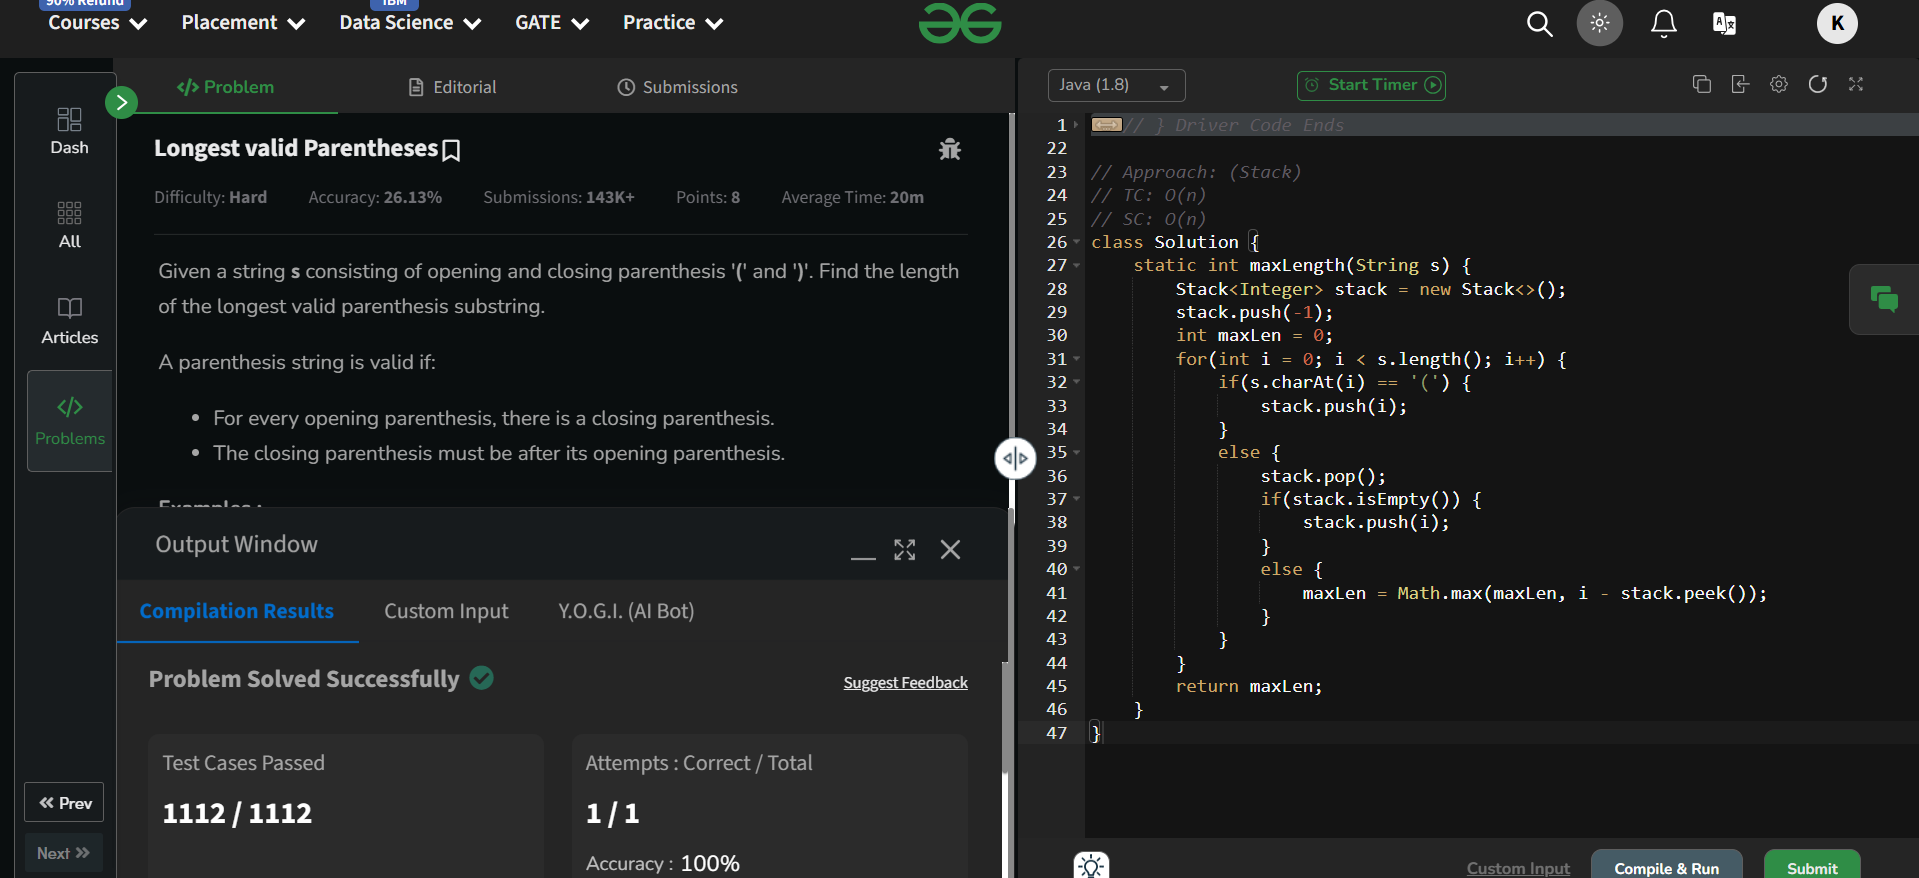 90% Refund
IBM
Courses
Placement
Data Science
GATE
Practice
K
Dash
All
Articles
Problems
Prev
Next
Problem
Editorial
Submissions
Longest valid Parentheses
Difficulty: Hard Accuracy: 26.13% Submissions: 143K+ Points: 8 Average Time: 20m
Given a string s consisting of opening and closing parenthesis '(' and ')'. Find the length
of the longest valid parenthesis substring.
A parenthesis string is valid if:
• For every opening parenthesis, there is a closing parenthesis.
• The closing parenthesis must be after its opening parenthesis.
Examples :
Output Window
Compilation Results
Custom Input
Y.O.G.I. (AI Bot)
Problem Solved Successfully
Suggest Feedback
Test Cases Passed
1112 / 1112
Attempts : Correct / Total
1 / 1
Accuracy : 100%
Java (1.8)
Start Timer
1 // } Driver Code Ends
22
23 // Approach: (Stack)
24 // TC: O(n)
25 // SC: O(n)
26 class Solution {
27     static int maxLength(String s) {
28         Stack<Integer> stack = new Stack<>();
29         stack.push(-1);
30         int maxLen = 0;
31         for(int i = 0; i < s.length(); i++) {
32             if(s.charAt(i) == '(') {
33                 stack.push(i);
34             }
35             else {
36                 stack.pop();
37                 if(stack.isEmpty()) {
38                     stack.push(i);
39                 }
40                 else {
41                     maxLen = Math.max(maxLen, i - stack.peek());
42                 }
43             }
44         }
45         return maxLen;
46     }
47 }
Custom Input
Compile & Run
Submit